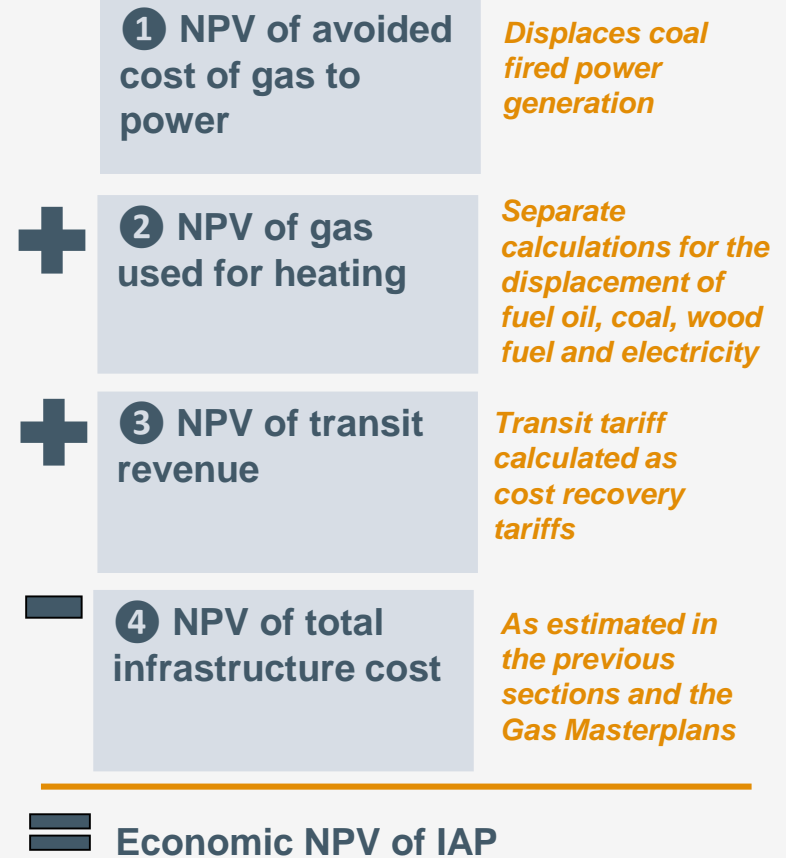 ❶ NPV of avoided
cost of gas to
power
Displaces coal
fired power
generation
❷ NPV of gas
used for heating
Separate
calculations for the
displacement of
fuel oil, coal, wood
fuel and electricity
❸ NPV of transit
revenue
Transit tariff
calculated as
cost recovery
tariffs
❹ NPV of total
infrastructure cost
As estimated in
the previous
sections and the
Gas Masterplans
Economic NPV of IAP